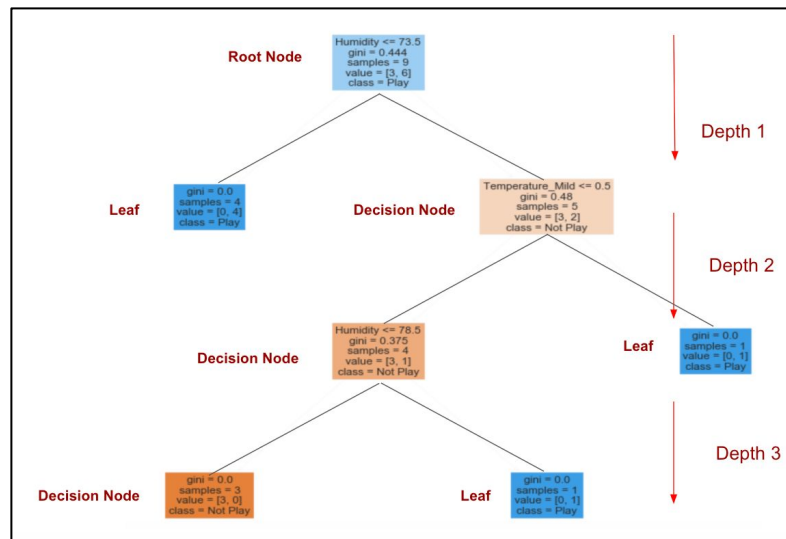 Humidity <= 73.5
gini = 0.444
samples = 9
value = [3, 6]
class = Play
Root Node
Depth 1
gini = 0.0
samples = 4
value = [0, 4]
class = Play
Leaf
Temperature_Mild <= 0.5
gini = 0.48
samples = 5
value = [3, 2]
class = Not Play
Decision Node
Depth 2
Humidity <= 78.5
gini = 0.375
samples = 4
value = [3, 1]
class = Not Play
Decision Node
gini = 0.0
samples = 1
value = [0, 1]
class = Play
Leaf
Depth 3
gini = 0.0
samples = 3
value = [3, 0]
class = Not Play
Decision Node
gini = 0.0
samples = 1
value = [0, 1]
class = Play
Leaf